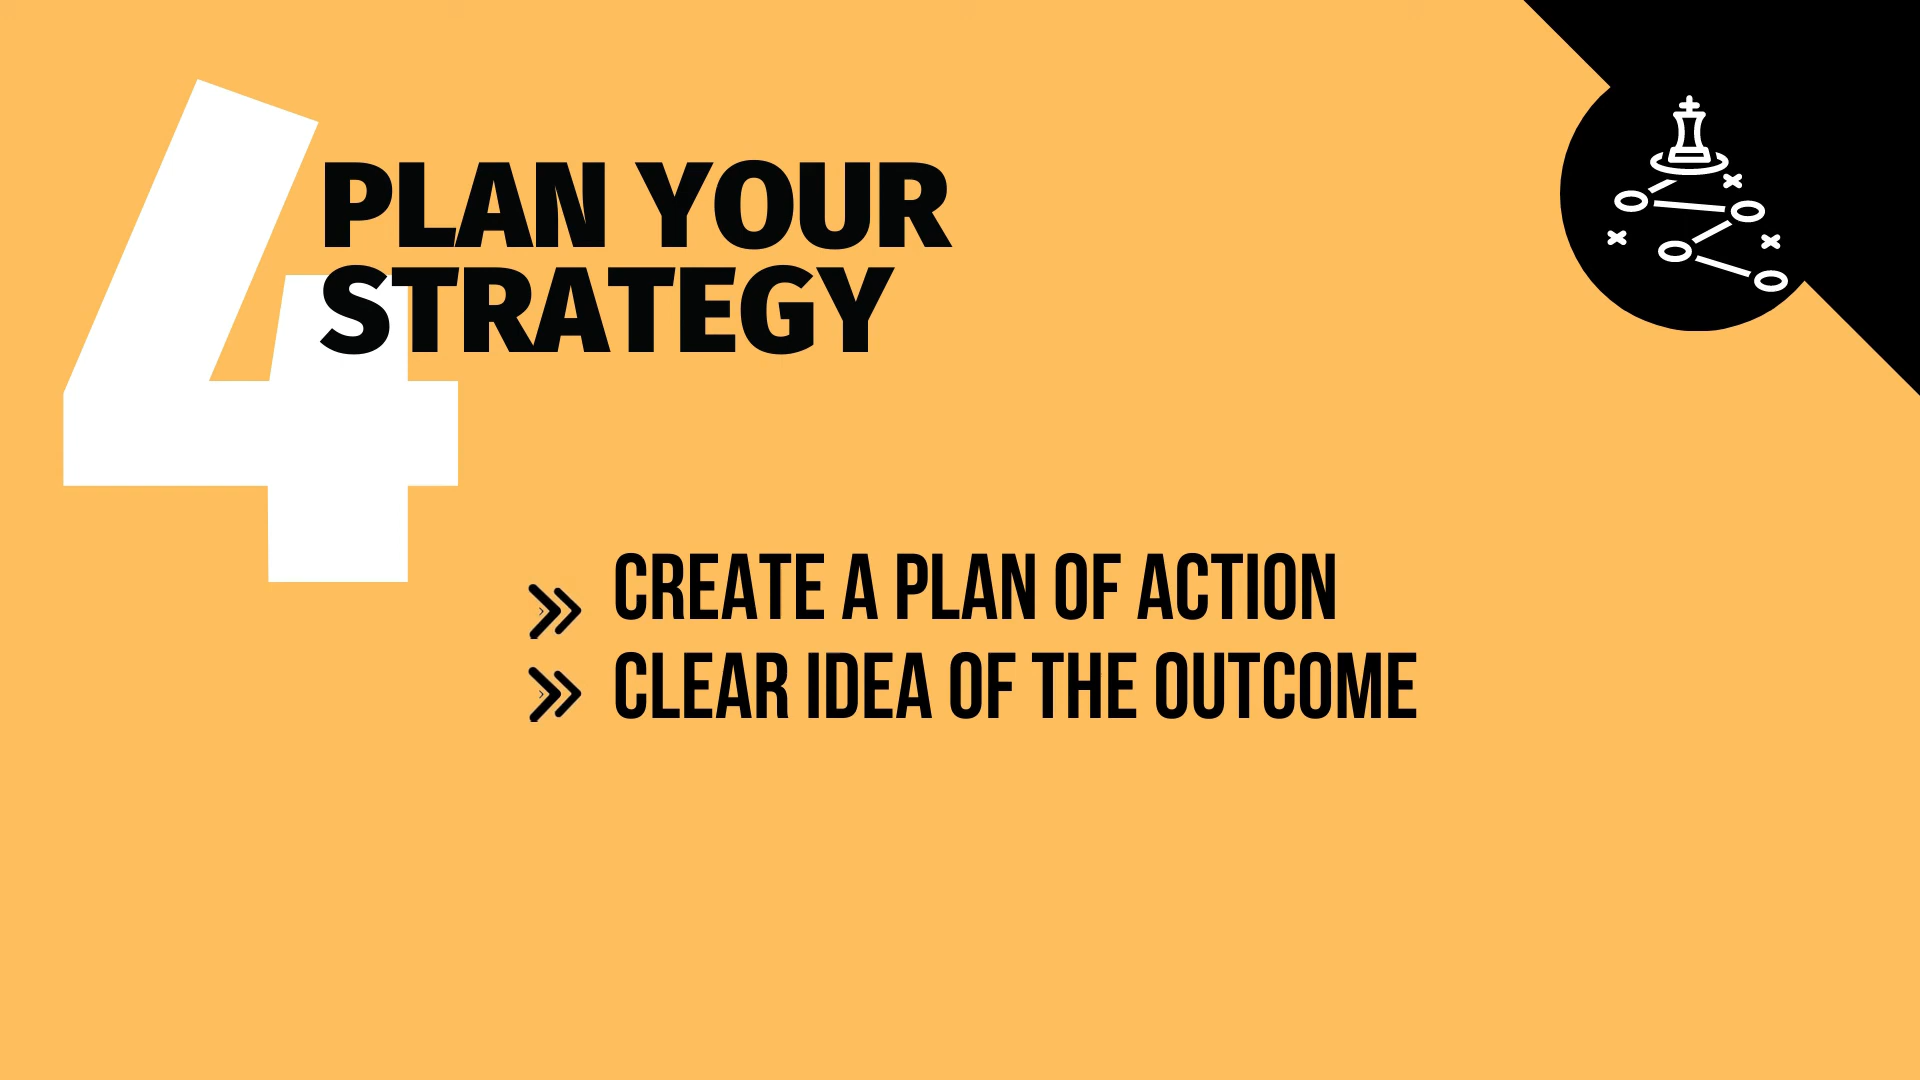 4
PLAN YOUR
STRATEGY
CREATE A PLAN OF ACTION
CLEAR IDEA OF THE OUTCOME